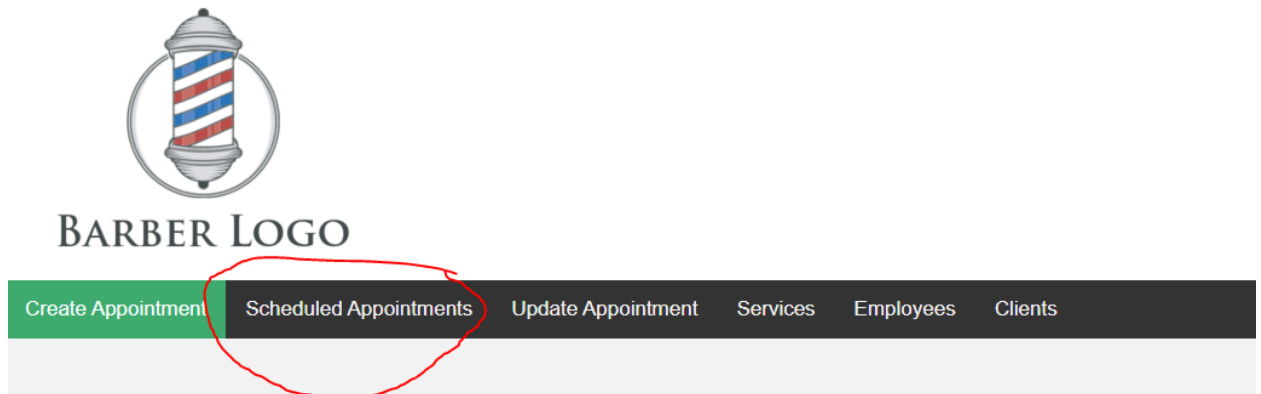 BARBER LOGO
Create Appointment Scheduled Appointments Update Appointment Services Employees Clients